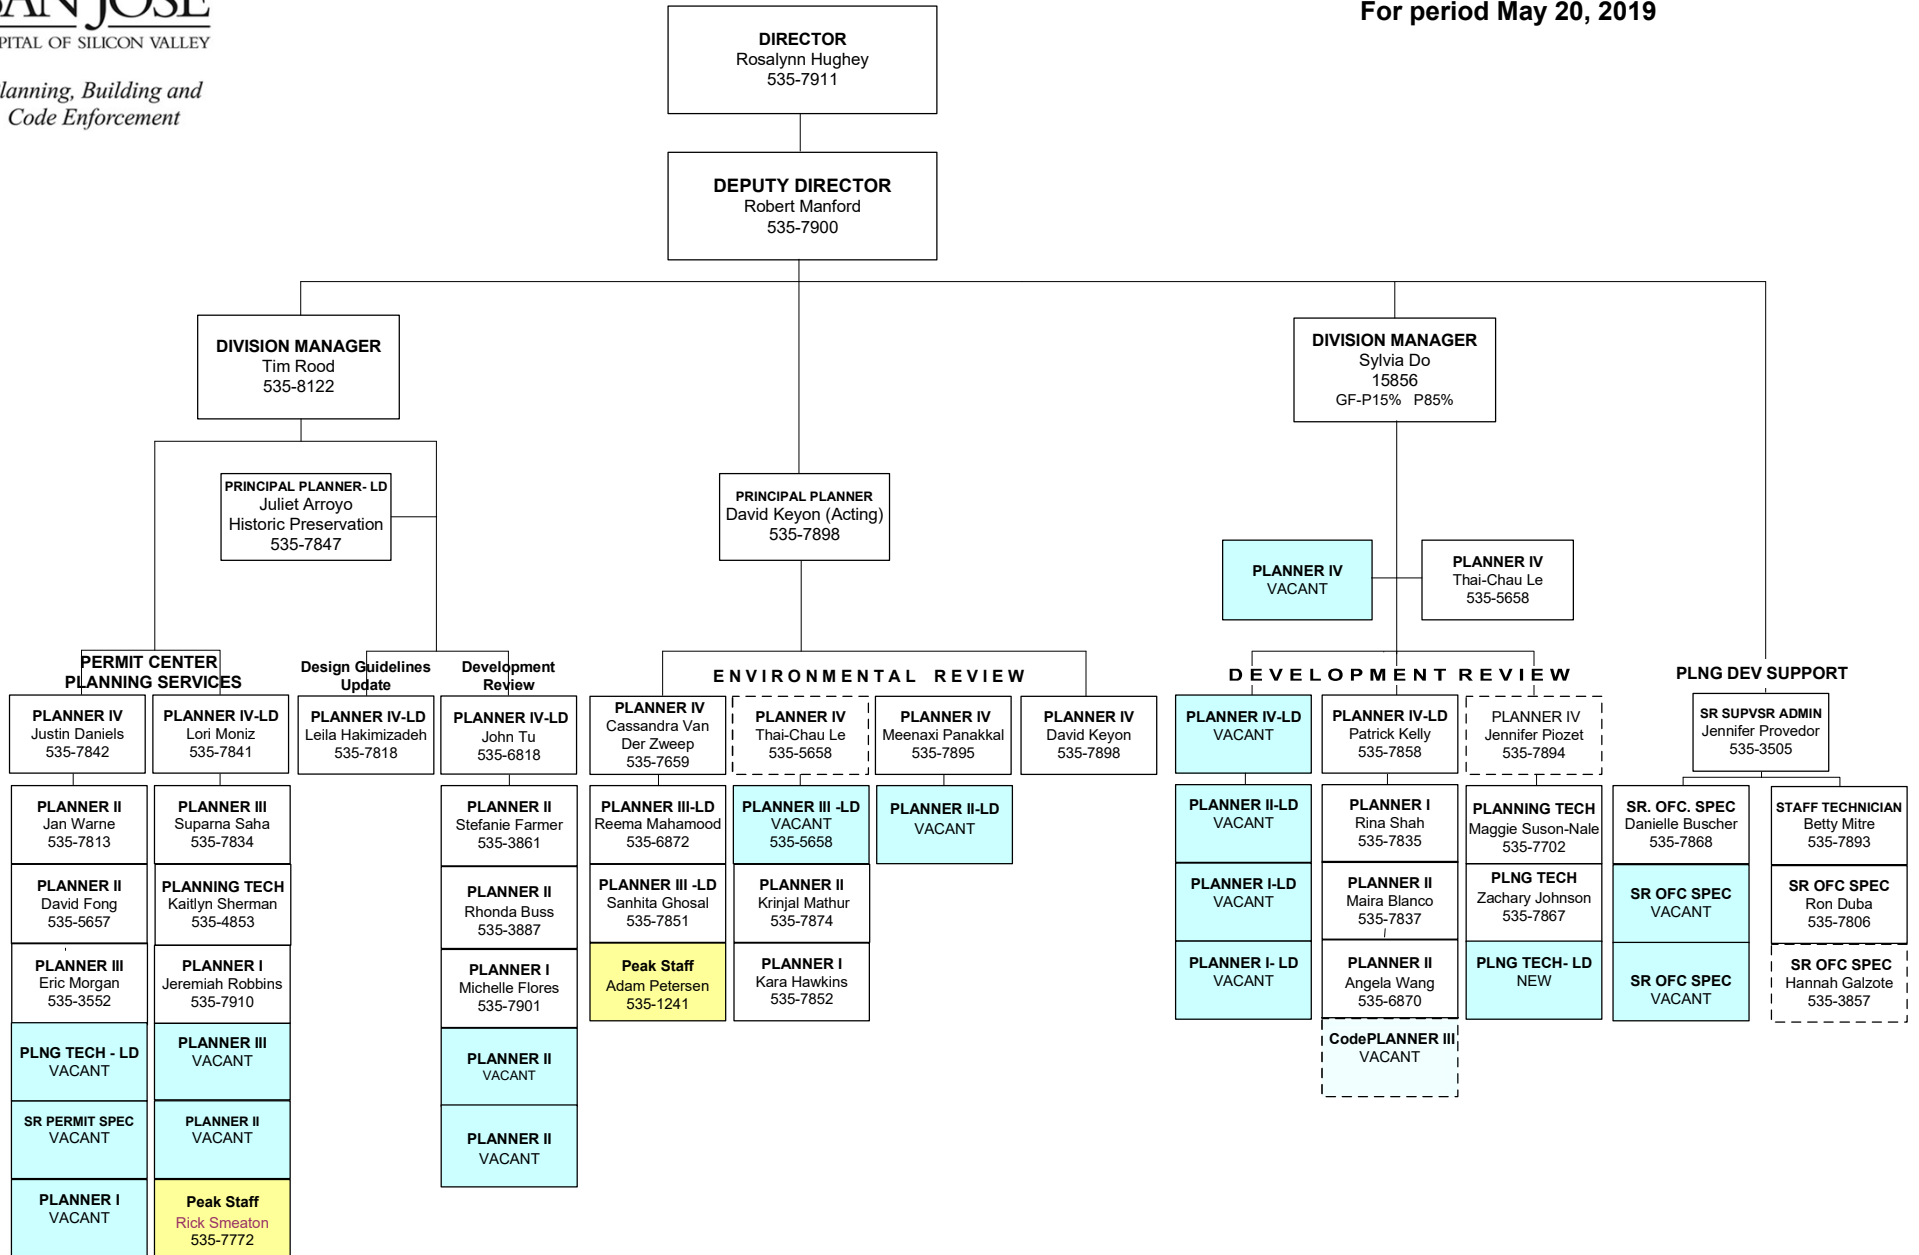 SAN JOSE
CAPITAL OF SILICON VALLEY
Planning, Building and
Code Enforcement
For period May 20, 2019
DIRECTOR
Rosalynn Hughey
535-7911
DEPUTY DIRECTOR
Robert Manford
535-7900
DIVISION MANAGER
Tim Rood
535-8122
DIVISION MANAGER
Sylvia Do
15856
GF-P15% P85%
PRINCIPAL PLANNER- LD
Juliet Arroyo
Historic Preservation
535-7847
PRINCIPAL PLANNER
David Keyon (Acting)
535-7898
PLANNER IV
VACANT
PLANNER IV
Thai-Chau Le
535-5658
PERMIT CENTER
PLANNING SERVICES
Design Guidelines
Update
Development
Review
ENVIRONMENTAL REVIEW
DEVELOPMENT REVIEW
PLNG DEV SUPPORT
PLANNER IV
Justin Daniels
535-7842
PLANNER IV-LD
Lori Moniz
535-7841
PLANNER IV-LD
Leila Hakimizadeh
535-7818
PLANNER IV-LD
John Tu
535-6818
PLANNER IV
Cassandra Van
Der Zweep
535-7659
PLANNER IV
Thai-Chau Le
535-5658
PLANNER IV
Meenaxi Panakkal
535-7895
PLANNER IV
David Keyon
535-7898
PLANNER IV-LD
VACANT
PLANNER IV-LD
Patrick Kelly
535-7858
PLANNER IV
Jennifer Piozet
535-7894
SR SUPVSR ADMIN
Jennifer Provedor
535-3505
PLANNER II
Jan Warne
535-7813
PLANNER III
Suparna Saha
535-7834
PLANNER II
Stefanie Farmer
535-3861
PLANNER III-LD
Reema Mahamood
535-6872
PLANNER III -LD
VACANT
535-5658
PLANNER II-LD
VACANT
PLANNER II-LD
VACANT
PLANNER I
Rina Shah
535-7835
PLANNING TECH
Maggie Suson-Nale
535-7702
SR. OFC. SPEC
Danielle Buscher
535-7868
STAFF TECHNICIAN
Betty Mitre
535-7893
PLANNER II
David Fong
535-5657
PLANNING TECH
Kaitlyn Sherman
535-4853
PLANNER II
Rhonda Buss
535-3887
PLANNER III -LD
Sanhita Ghosal
535-7851
PLANNER II
Krinjal Mathur
535-7874
PLANNER I-LD
VACANT
PLANNER II
Maira Blanco
535-7837
PLNG TECH
Zachary Johnson
535-7867
SR OFC SPEC
VACANT
SR OFC SPEC
Ron Duba
535-7806
PLANNER III
Eric Morgan
535-3552
PLANNER I
Jeremiah Robbins
535-7910
PLANNER I
Michelle Flores
535-7901
Peak Staff
Adam Petersen
535-1241
PLANNER I
Kara Hawkins
535-7852
PLANNER I- LD
VACANT
PLANNER II
Angela Wang
535-6870
PLNG TECH- LD
NEW
SR OFC SPEC
VACANT
SR OFC SPEC
Hannah Galzote
535-3857
PLNG TECH - LD
VACANT
PLANNER III
VACANT
PLANNER II
VACANT
CodePLANNER III
VACANT
SR PERMIT SPEC
VACANT
PLANNER II
VACANT
PLANNER II
VACANT
PLANNER I
VACANT
Peak Staff
Rick Smeaton
535-7772